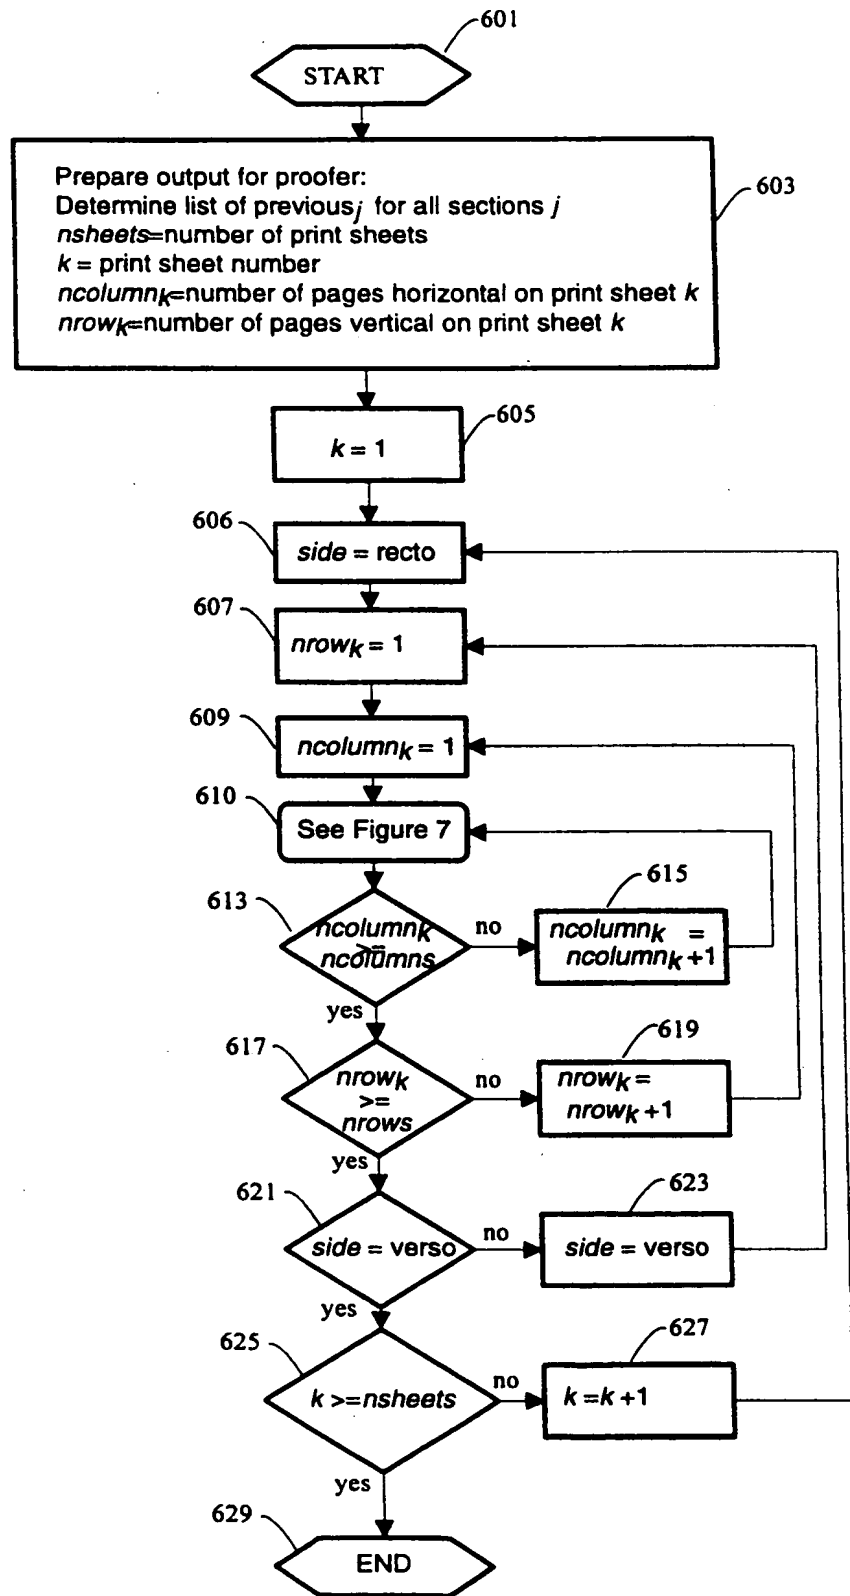 601
START
603
Prepare output for proofer:
Determine list of previousj for all sections j
nsheets=number of print sheets
k = print sheet number
ncolumnk=number of pages horizontal on print sheet k
nrowk=number of pages vertical on print sheet k
605
k = 1
606
side = recto
607
nrowk = 1
609
ncolumnk = 1
610
See Figure 7
613
ncolumnk
>=
ncolumns
no
615
ncolumnk =
ncolumnk+1
yes
617
nrowk
>=
nrows
no
619
nrowk =
nrowk+1
yes
621
side = verso
no
623
side = verso
yes
625
k >=nsheets
no
627
k =k +1
yes
629
END